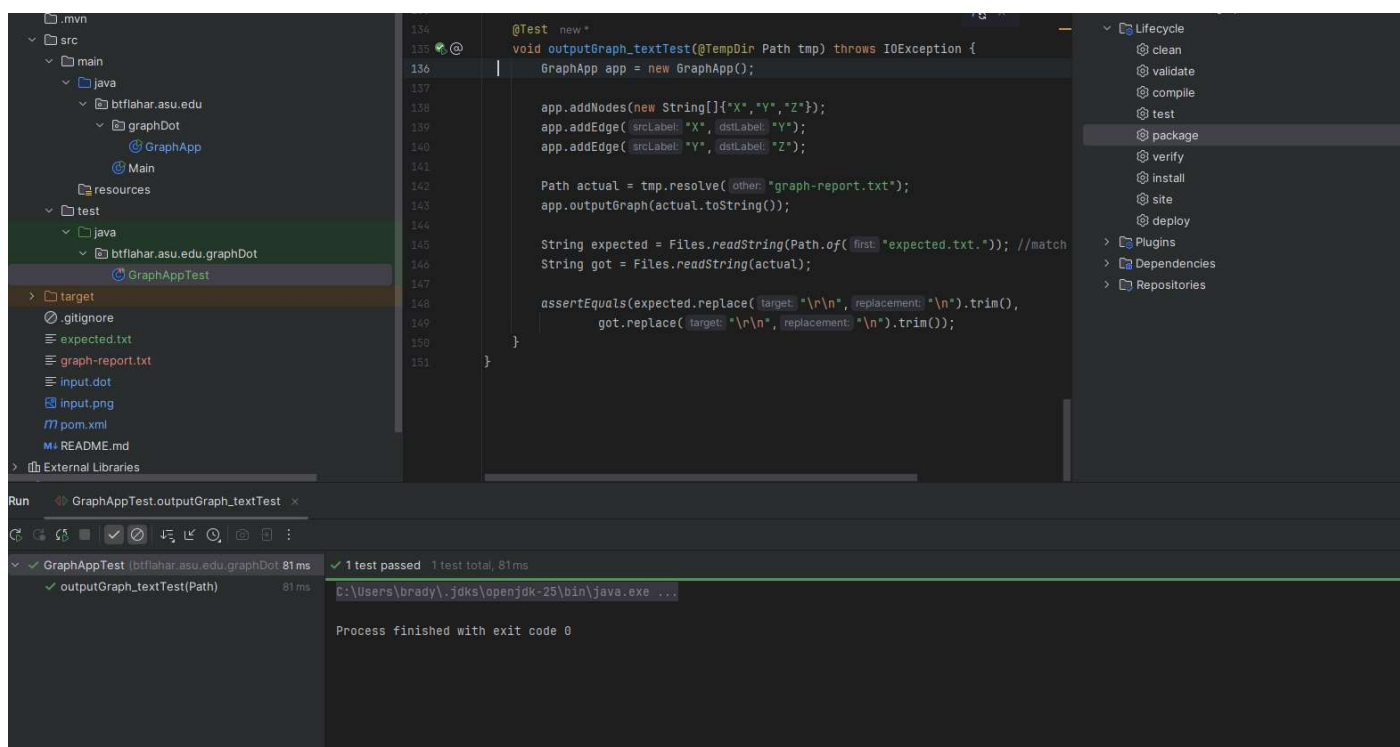 .mvn
src
main
java
btflahar.asu.edu
graphDot
GraphApp
Main
resources
test
java
btflahar.asu.edu.graphDot
GraphAppTest
target
.gitignore
expected.txt
graph-report.txt
input.dot
input.png
pom.xml
README.md
External Libraries
134 @Test new *
135 void outputGraph_textTest(@TempDir Path tmp) throws IOException {
136 GraphApp app = new GraphApp();
137
138 app.addNodes(new String[]{"X","Y","Z"});
139 app.addEdge( srcLabel: "X", dstLabel: "Y");
140 app.addEdge( srcLabel: "Y", dstLabel: "Z");
141
142 Path actual = tmp.resolve( other: "graph-report.txt");
143 app.outputGraph(actual.toString());
144
145 String expected = Files.readString(Path.of( first: "expected.txt.")); //match
146 String got = Files.readString(actual);
147
148 assertEquals(expected.replace( target: "\r\n", replacement: "\n").trim(),
149 got.replace( target: "\r\n", replacement: "\n").trim());
150 }
151 }
Lifecycle
clean
validate
compile
test
package
verify
install
site
deploy
Plugins
Dependencies
Repositories
Run GraphAppTest.outputGraph_textTest
GraphAppTest (btflahar.asu.edu.graphDot 81 ms
outputGraph_textTest(Path) 81 ms
1 test passed 1 test total, 81 ms
C:\Users\brady\.jdks\openjdk-25\bin\java.exe ...
Process finished with exit code 0